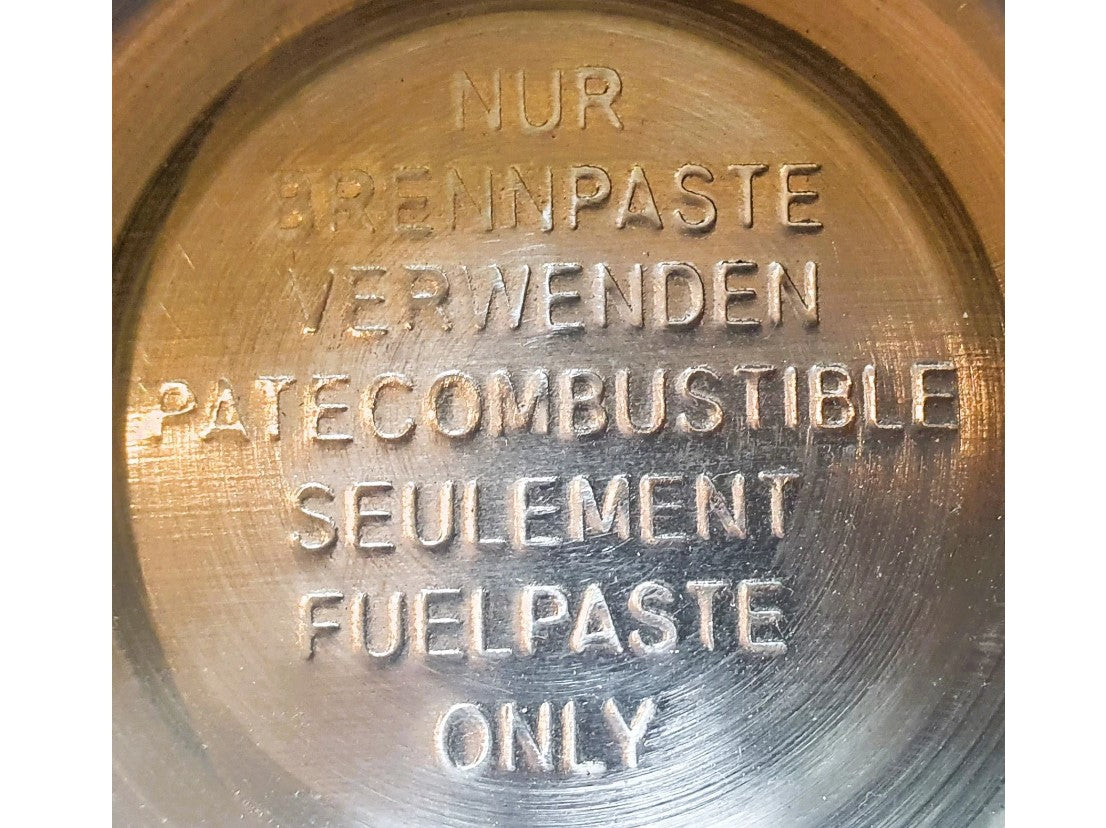 NUR
BRENNPASTE
VERWENDEN
PATECOMBUSTIBLE
SEULEMENT
FUELPASTE
ONLY